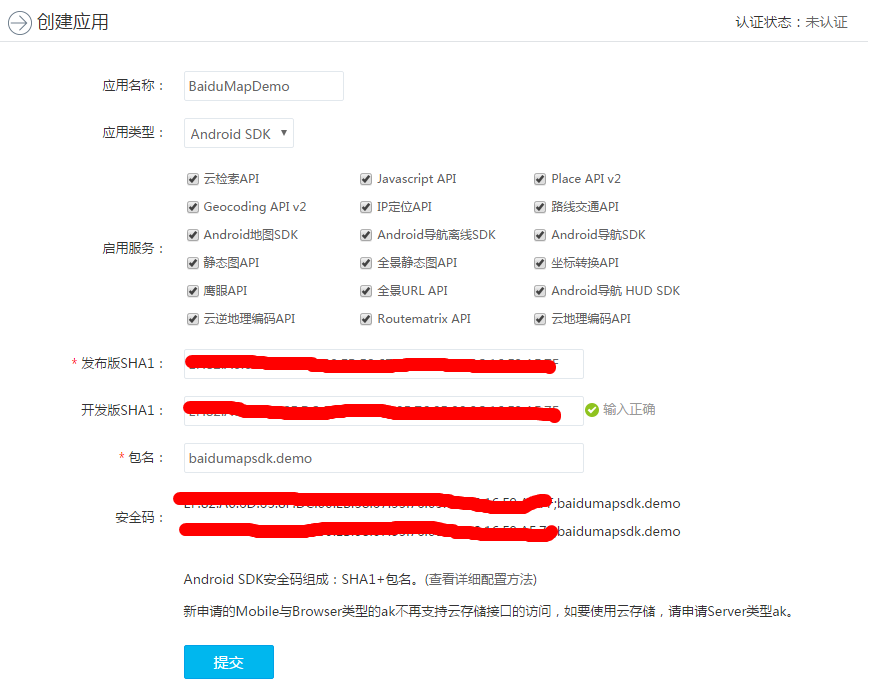 创建应用 认证状态：未认证
应用名称： BaiduMapDemo
应用类型： Android SDK
云检索API Javascript API Place API v2
Geocoding API v2 IP定位API 路线交通API
Android地图SDK Android导航离线SDK Android导航SDK
启用服务：
静态图API 全景静态图API 坐标转换API
鹰眼API 全景URL API Android导航 HUD SDK
云逆地理编码API Routematrix API 云地理编码API
* 发布版SHA1：
开发版SHA1： 输入正确
* 包名： baidumapsdk.demo
;baidumapsdk.demo
安全码：
baidumapsdk.demo
Android SDK安全码组成：SHA1+包名。(查看详细配置方法)
新申请的Mobile与Browser类型的ak不再支持云存储接口的访问，如要使用云存储，请申请Server类型ak。
提交